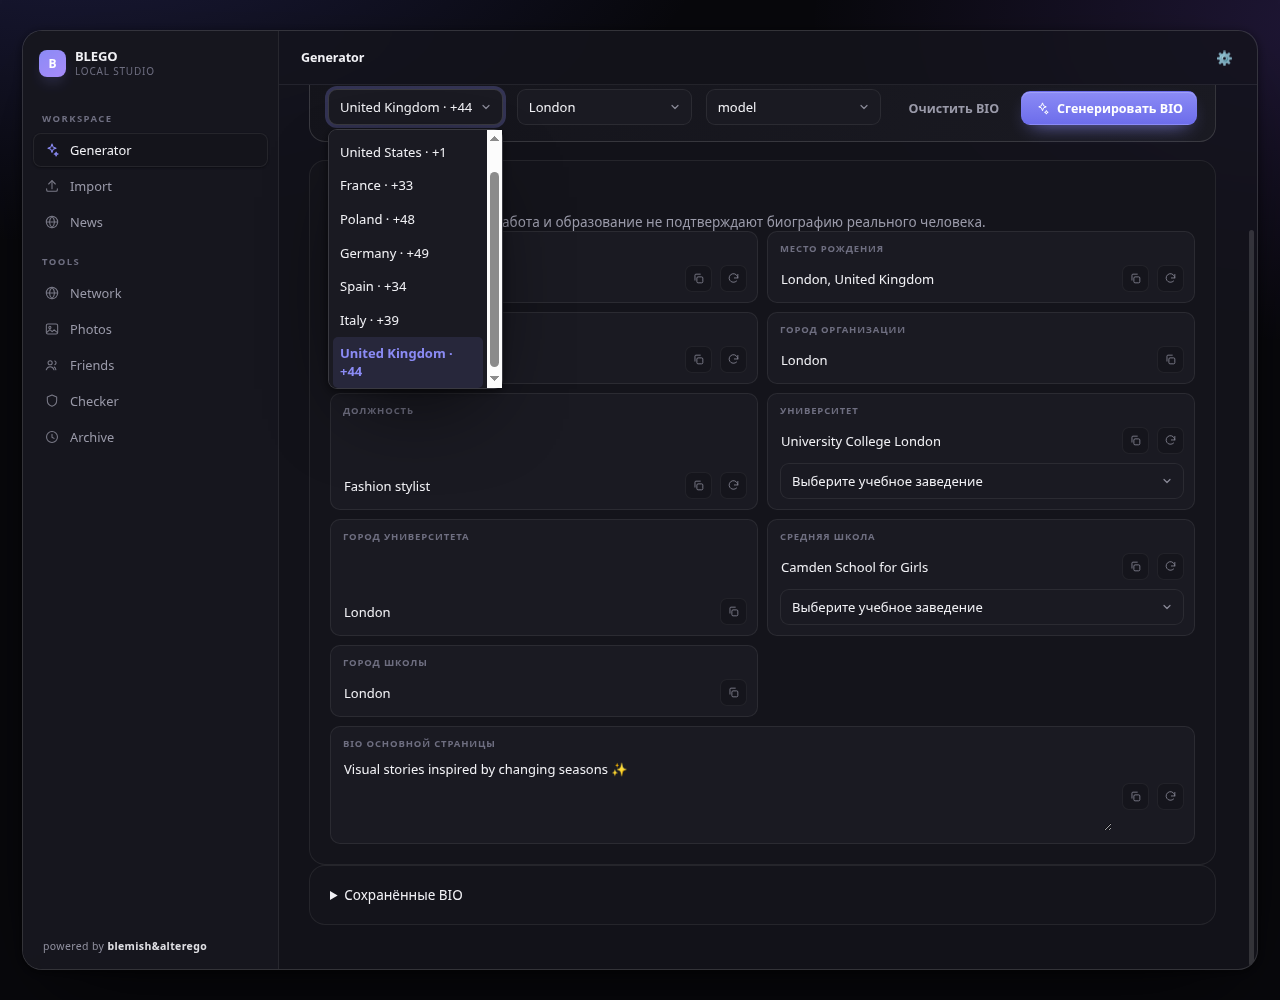 B
BLEGO
LOCAL STUDIO
WORKSPACE
Generator
Import
News
TOOLS
Network
Photos
Friends
Checker
Archive
powered by blemish&alterego
Generator
United Kingdom · +44
London
model
Очистить BIO
Сгенерировать BIO
United States · +1
France · +33
Poland · +48
Germany · +49
Spain · +34
Italy · +39
United Kingdom ·
+44
абота и образование не подтверждают биографию реального человека.
МЕСТО РОЖДЕНИЯ
London, United Kingdom
ГОРОД ОРГАНИЗАЦИИ
London
ДОЛЖНОСТЬ
Fashion stylist
УНИВЕРСИТЕТ
University College London
Выберите учебное заведение
ГОРОД УНИВЕРСИТЕТА
London
СРЕДНЯЯ ШКОЛА
Camden School for Girls
Выберите учебное заведение
ГОРОД ШКОЛЫ
London
BIO ОСНОВНОЙ СТРАНИЦЫ
Visual stories inspired by changing seasons ✨
Сохранённые BIO